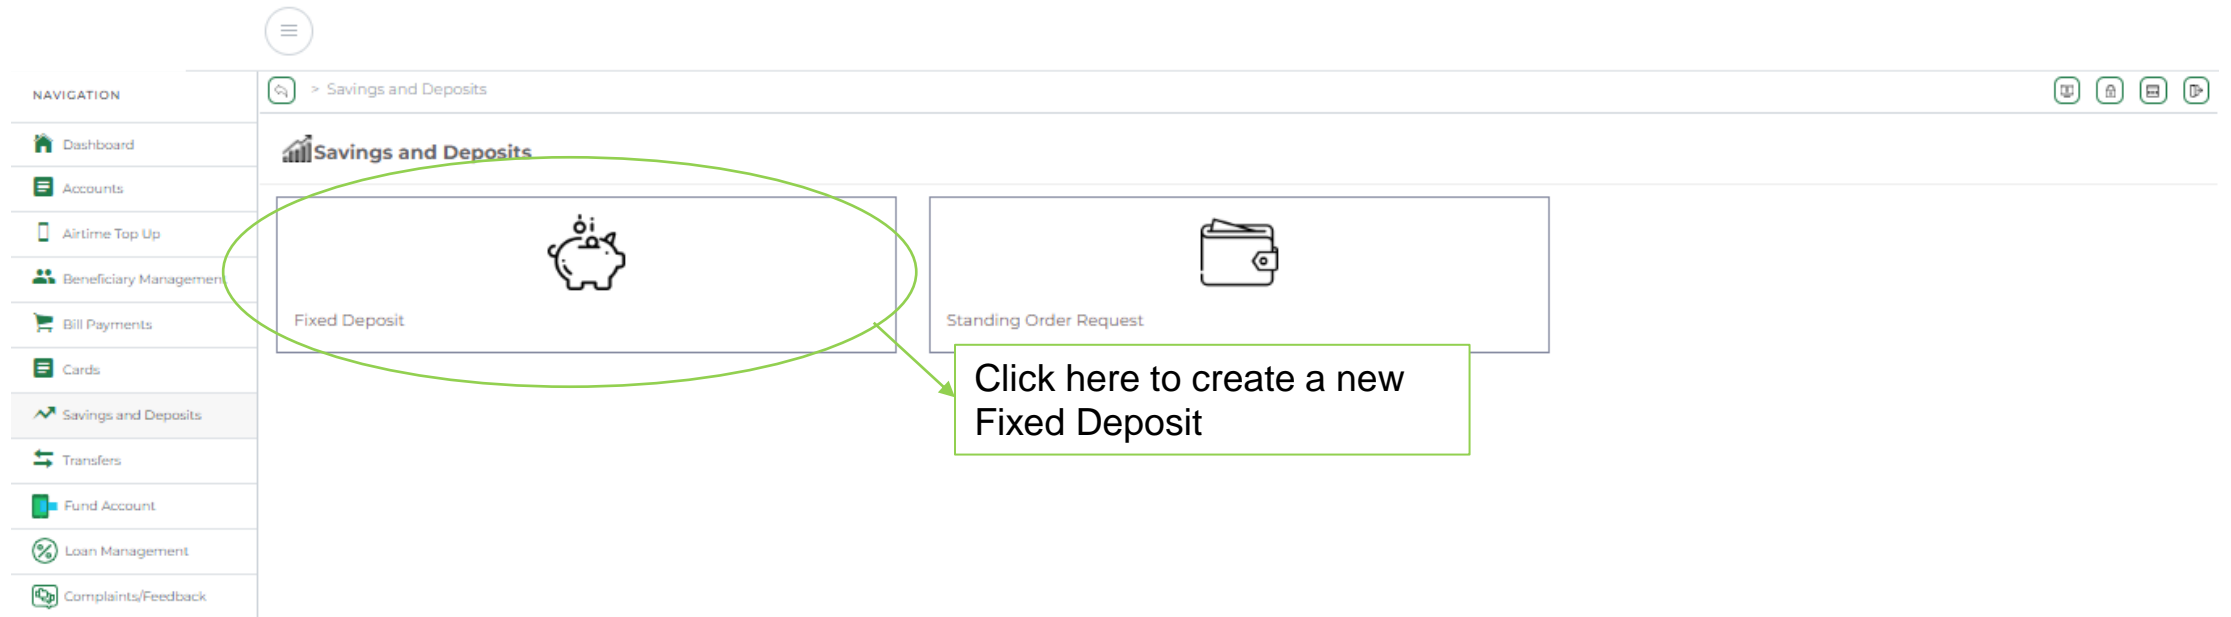 NAVIGATION
> Savings and Deposits
Dashboard
Savings and Deposits
Accounts
Airtime Top Up
Beneficiary Management
Bill Payments
Cards
Savings and Deposits
Transfers
Fund Account
Loan Management
Complaints/Feedback
Fixed Deposit
Standing Order Request
Click here to create a new
Fixed Deposit